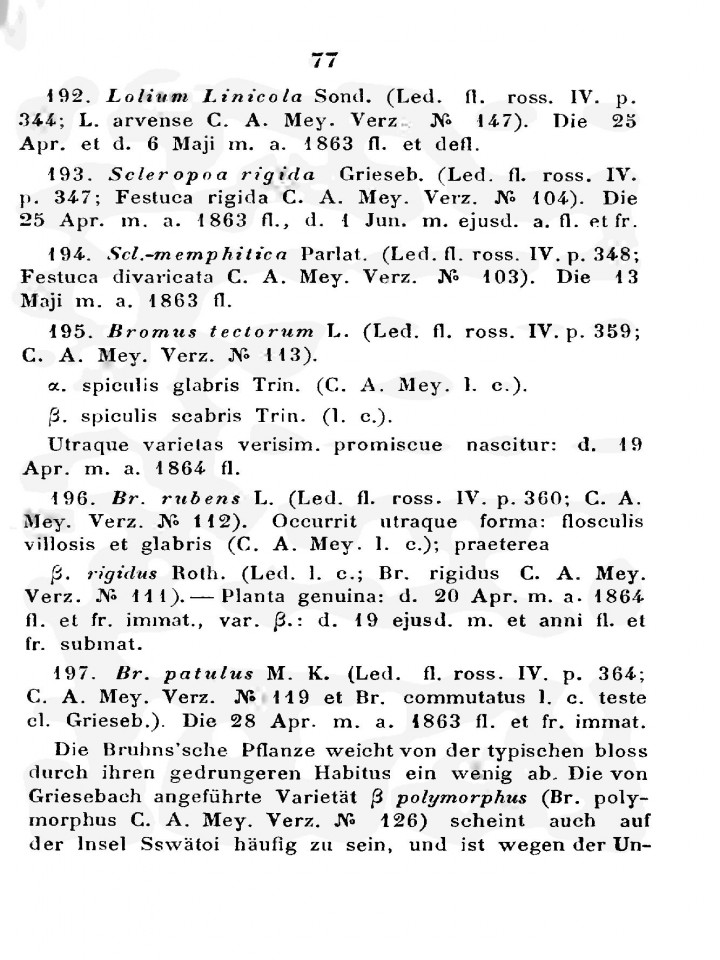 77
192. Lolium Linicola Sond. (Led. fl. ross. IV. p.
344; L. arvense C. A. Mey. Verz. № 147). Die 25
Apr. et d. 6 Maji m. a. 1863 fl. et defl.
193. Scleropoa rigida Grieseb. (Led. fl. ross. IV.
p. 347; Festuca rigida C. A. Mey. Verz. № 104). Die
25 Apr. m. a. 1863 fl., d. 1 Jun. m. ejusd. a. fl. et fr.
194. Scl.-memphitica Parlat. (Led. fl. ross. IV. p. 348;
Festuca divaricata C. A. Mey. Verz. № 103). Die 13
Maji m. a. 1863 fl.
195. Bromus tectorum L. (Led. fl. ross. IV. p. 359;
C. A. Mey. Verz. № 113).
α. spiculis glabris Trin. (C. A. Mey. l. c.).
β. spiculis scabris Trin. (l. c.).
Utraque varietas verisim. promiscue nascitur: d. 19
Apr. m. a. 1864 fl.
196. Br. rubens L. (Led. fl. ross. IV. p. 360; C. A.
Mey. Verz. № 112). Occurrit utraque forma: flosculis
villosis et glabris (C. A. Mey. l. c.); praeterea
β. rigidus Roth. (Led. l. c.; Br. rigidus C. A. Mey.
Verz. № 111). — Planta genuina: d. 20 Apr. m. a. 1864
fl. et fr. immat., var. β.: d. 19 ejusd. m. et anni fl. et
fr. submat.
197. Br. patulus M. K. (Led. fl. ross. IV. p. 364;
C. A. Mey. Verz. № 119 et Br. commutatus l. c. teste
cl. Grieseb.). Die 28 Apr. m. a. 1863 fl. et fr. immat.
Die Bruhns'sche Pflanze weicht von der typischen bloss
durch ihren gedrungeren Habitus ein wenig ab. Die von
Griesebach angeführte Varietät β polymorphus (Br. poly-
morphus C. A. Mey. Verz. № 126) scheint auch auf
der Insel Sswätoi häufig zu sein, und ist wegen der Un-